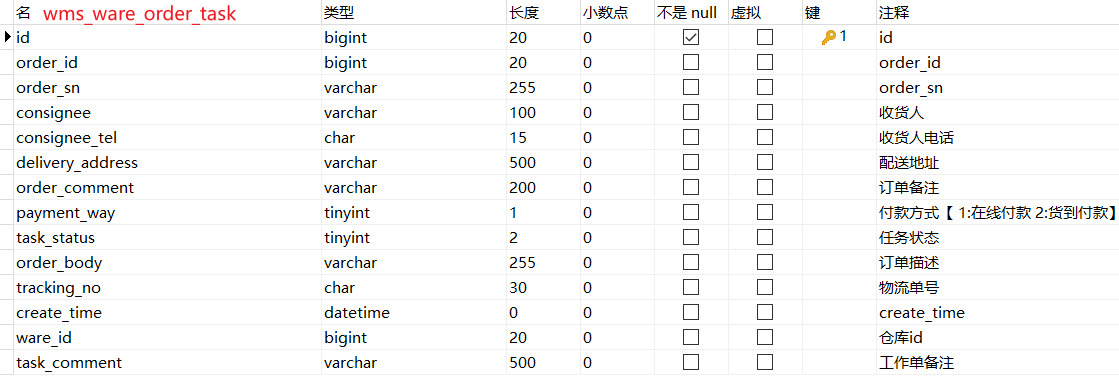 名 wms_ware_order_task 类型 长度 小数点 不是 null 虚拟 键 注释
id bigint 20 0 1 id
order_id bigint 20 0 order_id
order_sn varchar 255 0 order_sn
consignee varchar 100 0 收货人
consignee_tel char 15 0 收货人电话
delivery_address varchar 500 0 配送地址
order_comment varchar 200 0 订单备注
payment_way tinyint 1 0 付款方式【 1:在线付款 2:货到付款】
task_status tinyint 2 0 任务状态
order_body varchar 255 0 订单描述
tracking_no char 30 0 物流单号
create_time datetime 0 0 create_time
ware_id bigint 20 0 仓库id
task_comment varchar 500 0 工作单备注